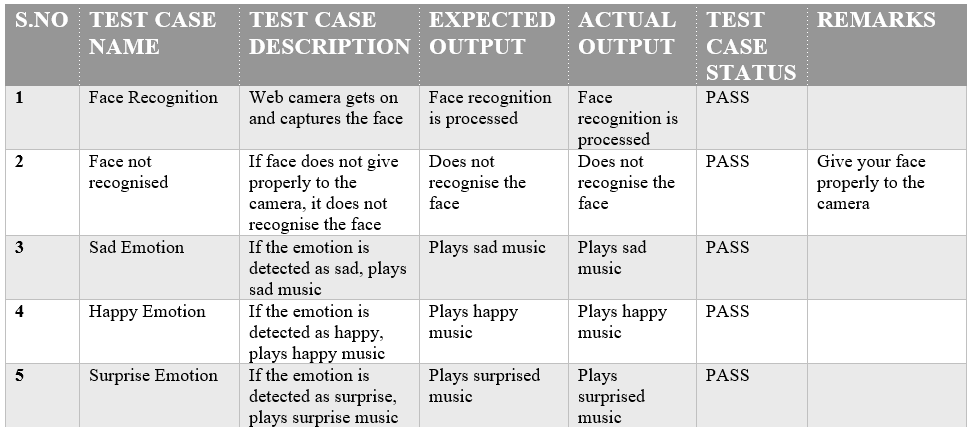 S.NO TEST CASE TEST CASE EXPECTED ACTUAL TEST REMARKS
NAME DESCRIPTION OUTPUT OUTPUT CASE
STATUS
1 Face Recognition Web camera gets on Face recognition Face PASS
and captures the face is processed recognition is
processed
2 Face not If face does not give Does not Does not PASS Give your face
recognised properly to the recognise the recognise the properly to the
camera, it does not face face camera
recognise the face
3 Sad Emotion If the emotion is Plays sad music Plays sad PASS
detected as sad, plays music
sad music
4 Happy Emotion If the emotion is Plays happy Plays happy PASS
detected as happy, music music
plays happy music
5 Surprise Emotion If the emotion is Plays surprised Plays PASS
detected as surprise, music surprised
plays surprise music music